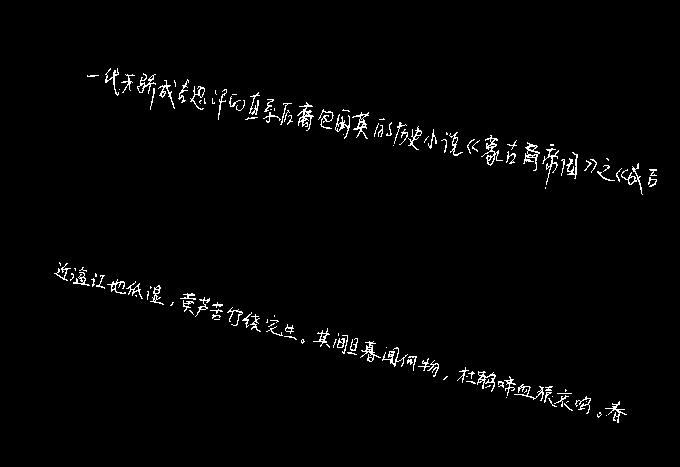 一代天骄成吉思汗的直系后裔包国英的历史小说《蒙古青帝国》之《成吉
近湓江地低湿，黄芦苦竹绕宅生。其间旦暮闻何物，杜鹃啼血猿哀鸣。春